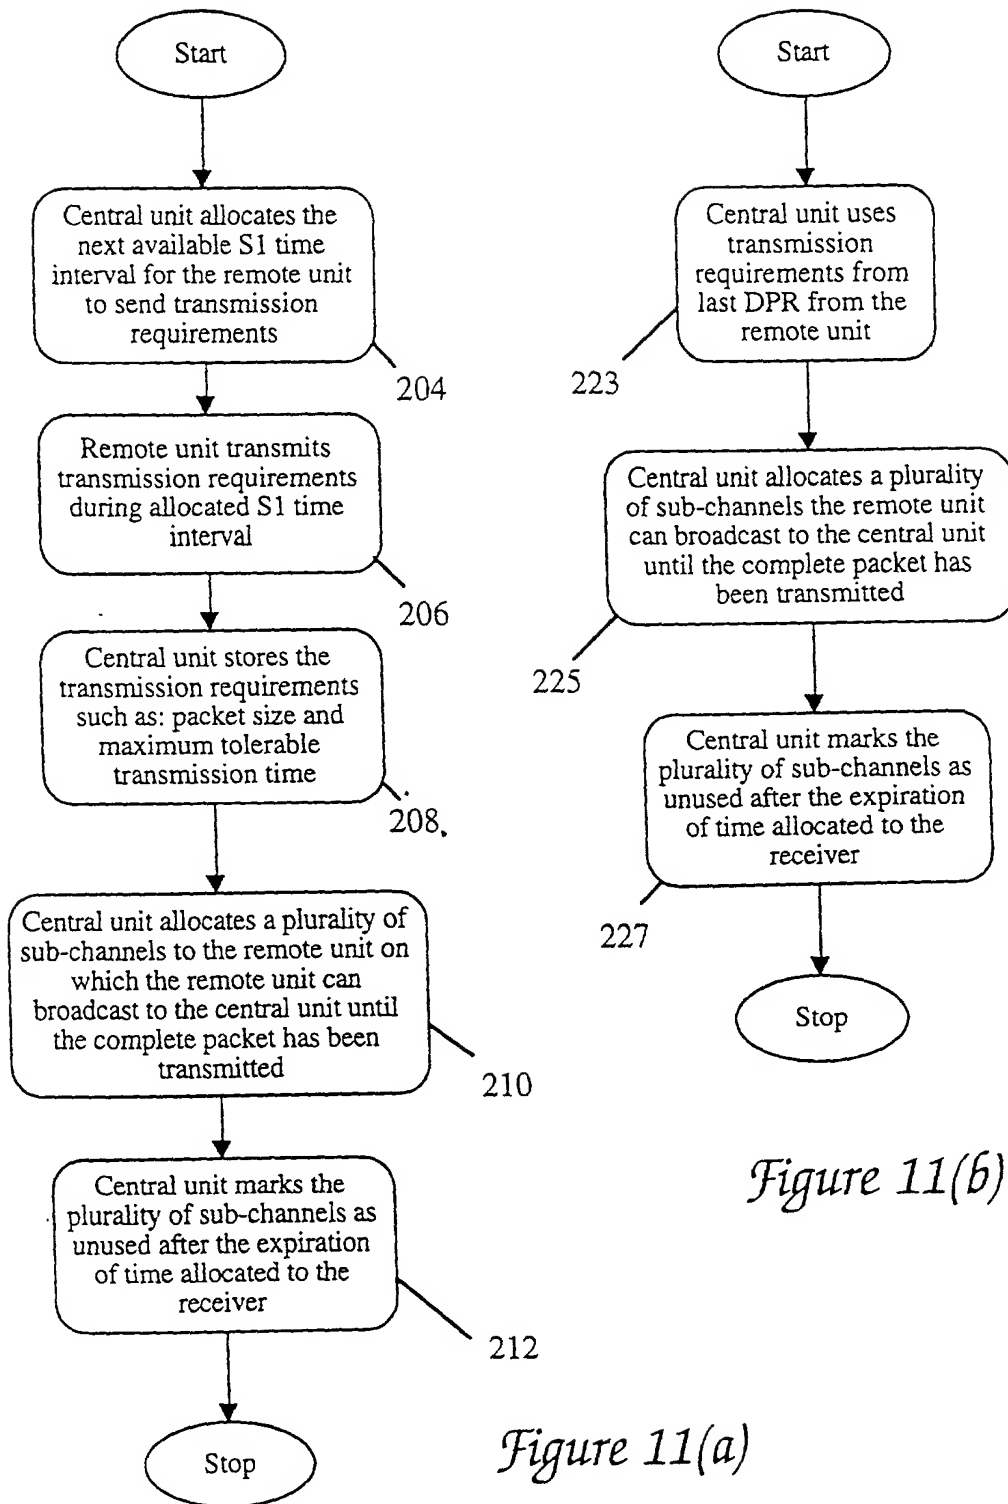 Start
Central unit allocates the
next available S1 time
interval for the remote unit
to send transmission
requirements
204
Remote unit transmits
transmission requirements
during allocated S1 time
interval
206
Central unit stores the
transmission requirements
such as: packet size and
maximum tolerable
transmission time
208
Central unit allocates a plurality of
sub-channels to the remote unit on
which the remote unit can
broadcast to the central unit until
the complete packet has been
transmitted
210
Central unit marks the
plurality of sub-channels as
unused after the expiration
of time allocated to the
receiver
212
Stop
Figure 11(a)
Start
Central unit uses
transmission
requirements from
last DPR from the
remote unit
223
Central unit allocates a plurality
of sub-channels the remote unit
can broadcast to the central unit
until the complete packet has
been transmitted
225
Central unit marks the
plurality of sub-channels as
unused after the expiration
of time allocated to the
receiver
227
Stop
Figure 11(b)